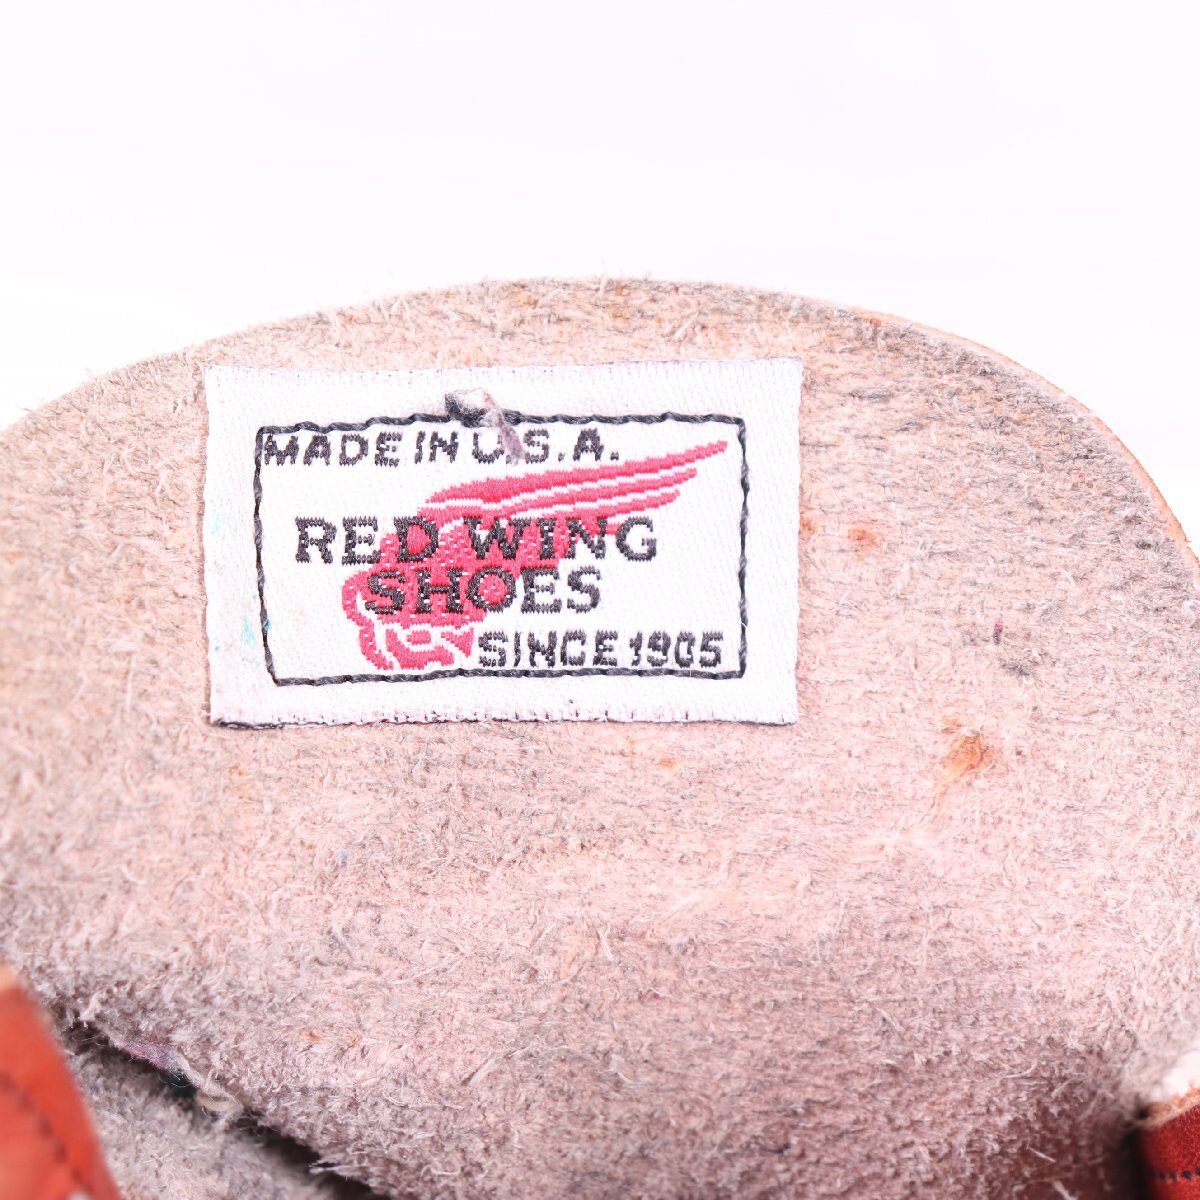 MADE IN U.S.A.
RED WING
SHOES
SINCE 1905